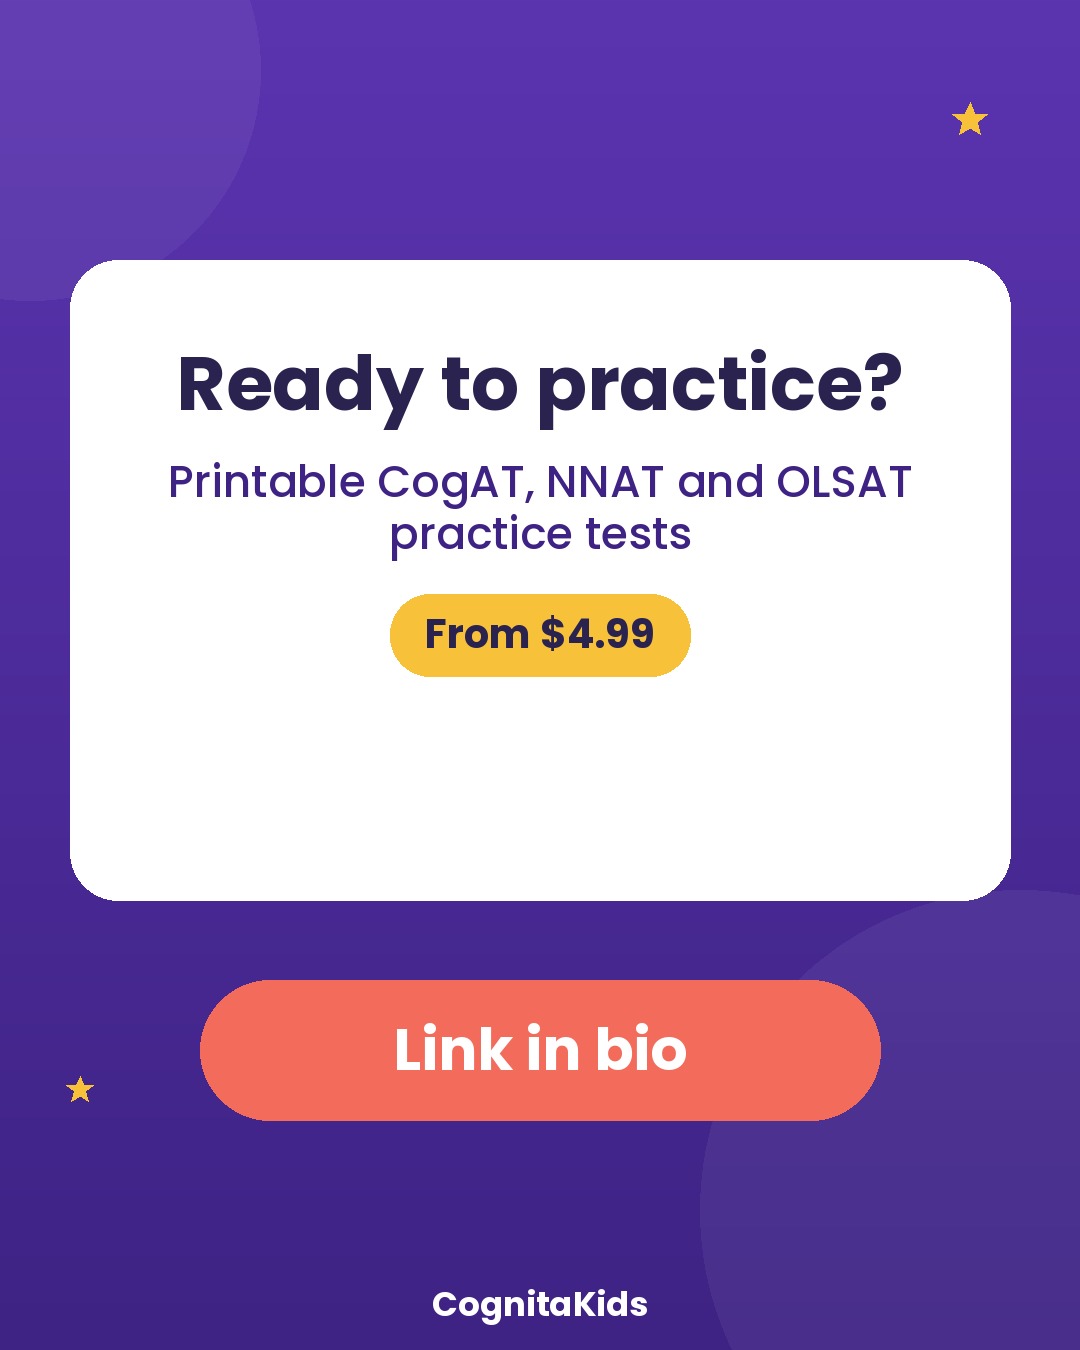 Ready to practice?
Printable CogAT, NNAT and OLSAT
practice tests
From $4.99
Link in bio
CognitaKids